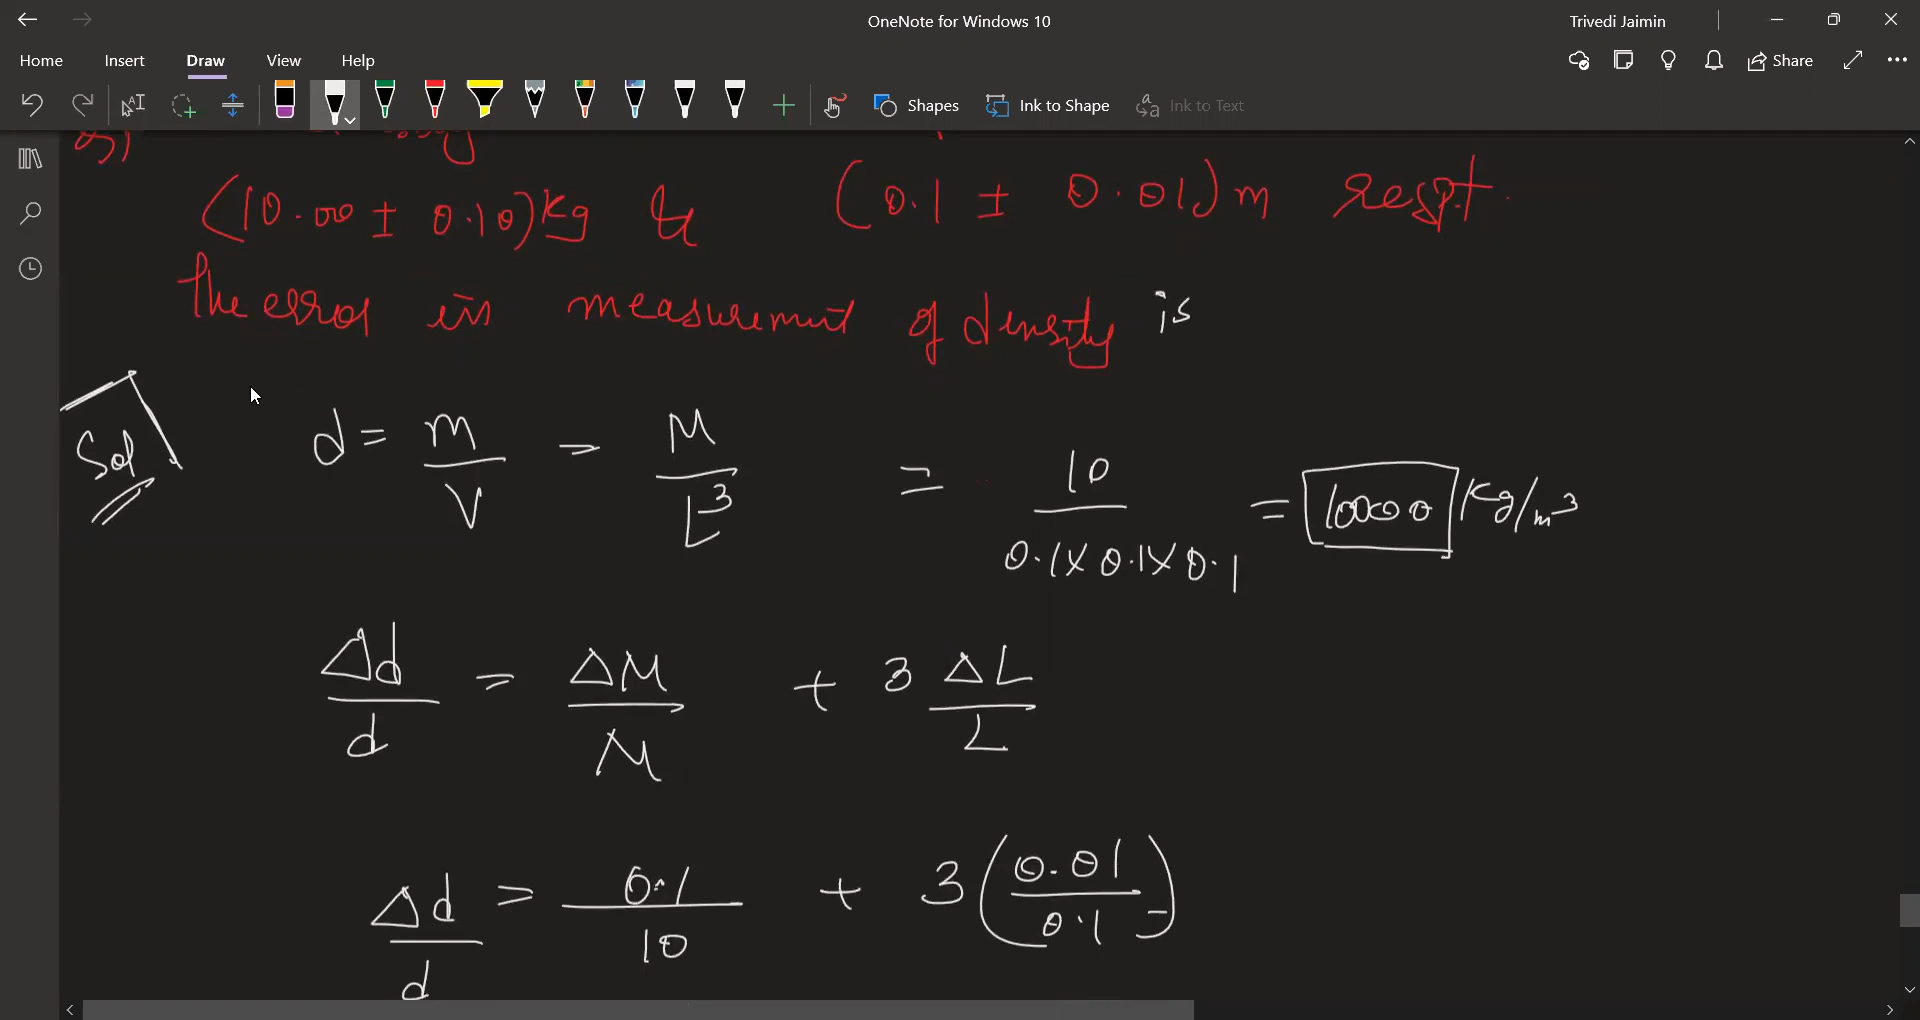 OneNote for Windows 10
Trivedi Jaimin
Home Insert Draw View Help
Share
Shapes Ink to Shape Ink to Text
(10.00 ± 0.10) Kg & (0.1 ± 0.01) m respt.
the error in measurement of density is
Sol
d = m/V = M/L³ = 10/(0.1 X 0.1 X 0.1) = 10000 Kg/m³
Δd/d = ΔM/M + 3 ΔL/L
Δd/d = 0.1/10 + 3 (0.01/0.1)